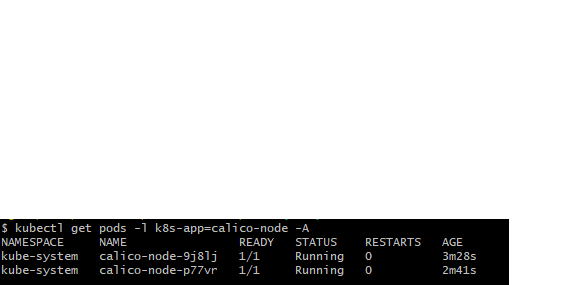 $ kubectl get pods -l k8s-app=calico-node -A
NAMESPACE NAME READY STATUS RESTARTS AGE
kube-system calico-node-9j8lj 1/1 Running 0 3m28s
kube-system calico-node-p77vr 1/1 Running 0 2m41s